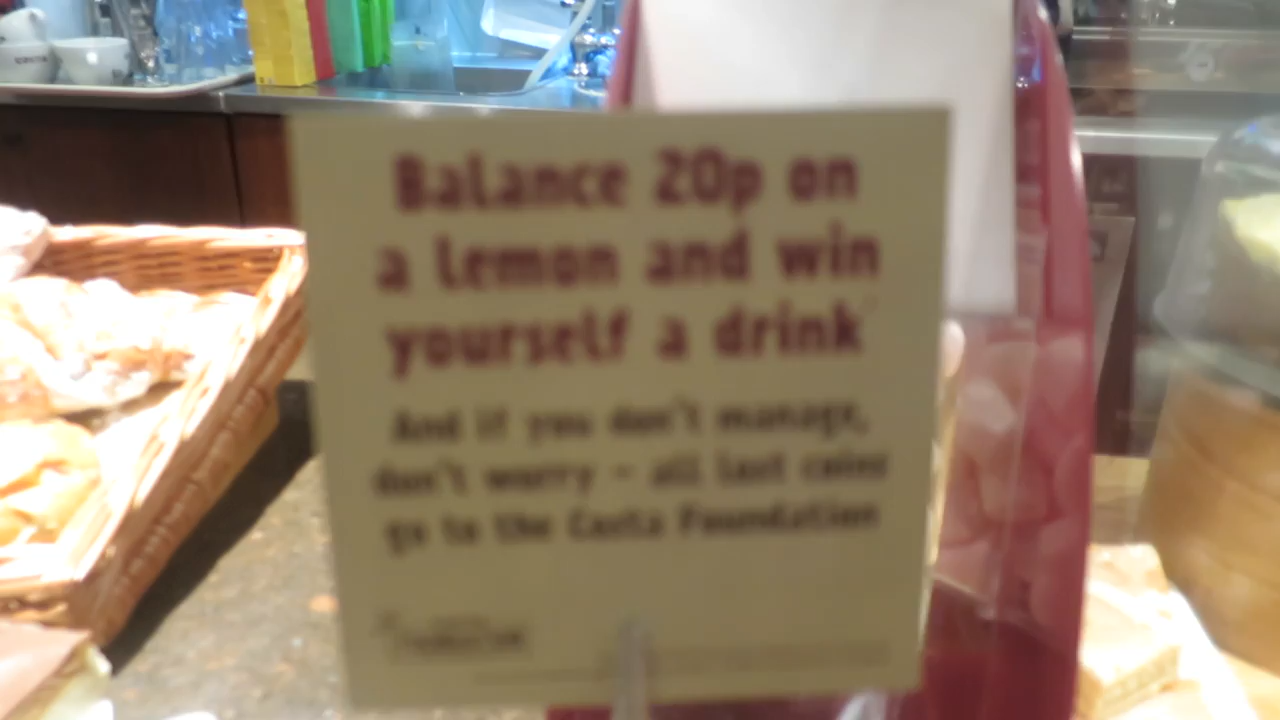 Balance 20p on
a lemon and win
yourself a drink
And if you don't manage,
don't worry – all lost coins
go to the Costa Foundation